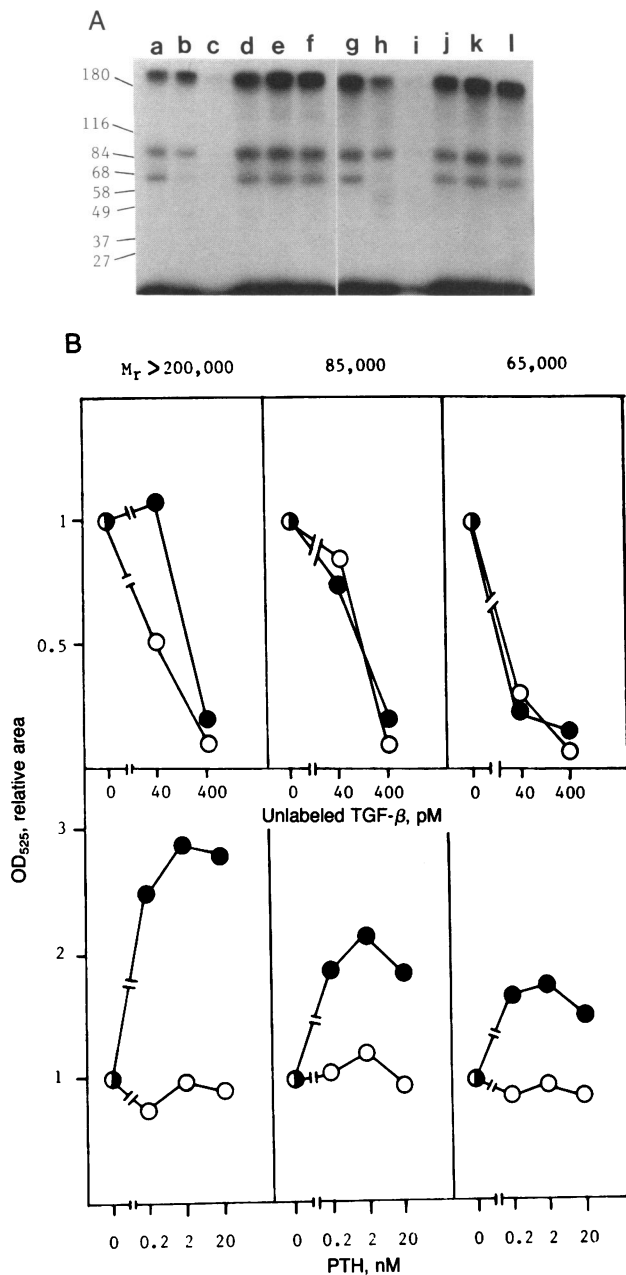 A
a b c d e f g h i j k l
180
116
84
68
58
49
37
27
B
Mr >200,000 85,000 65,000
1
0.5
0 40 400 0 40 400 0 40 400
Unlabeled TGF-β, pM
OD525, relative area
3
2
1
0 0.2 2 20 0 0.2 2 20 0 0.2 2 20
PTH, nM